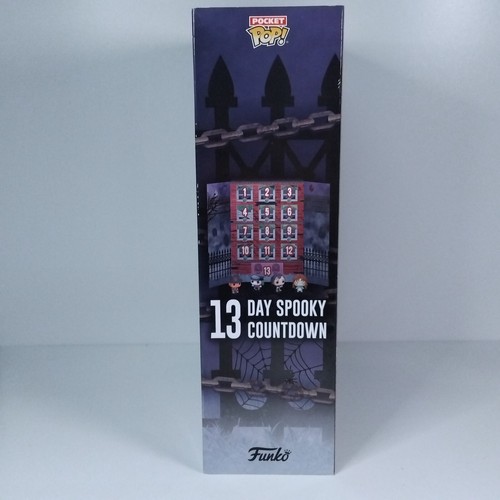 POCKET
POP!
1 2 3
4 5 6
7 8 9
10 11 12
13
13 DAY SPOOKY
COUNTDOWN
Funko